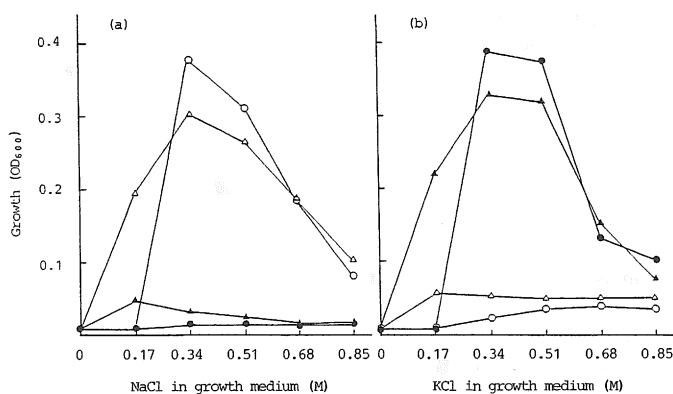 (a)
(b)
0.4
0.3
0.2
0.1
Growth (OD₆₀₀)
0 0.17 0.34 0.51 0.68 0.85
0 0.17 0.34 0.51 0.68 0.85
NaCl in growth medium (M)
KCl in growth medium (M)